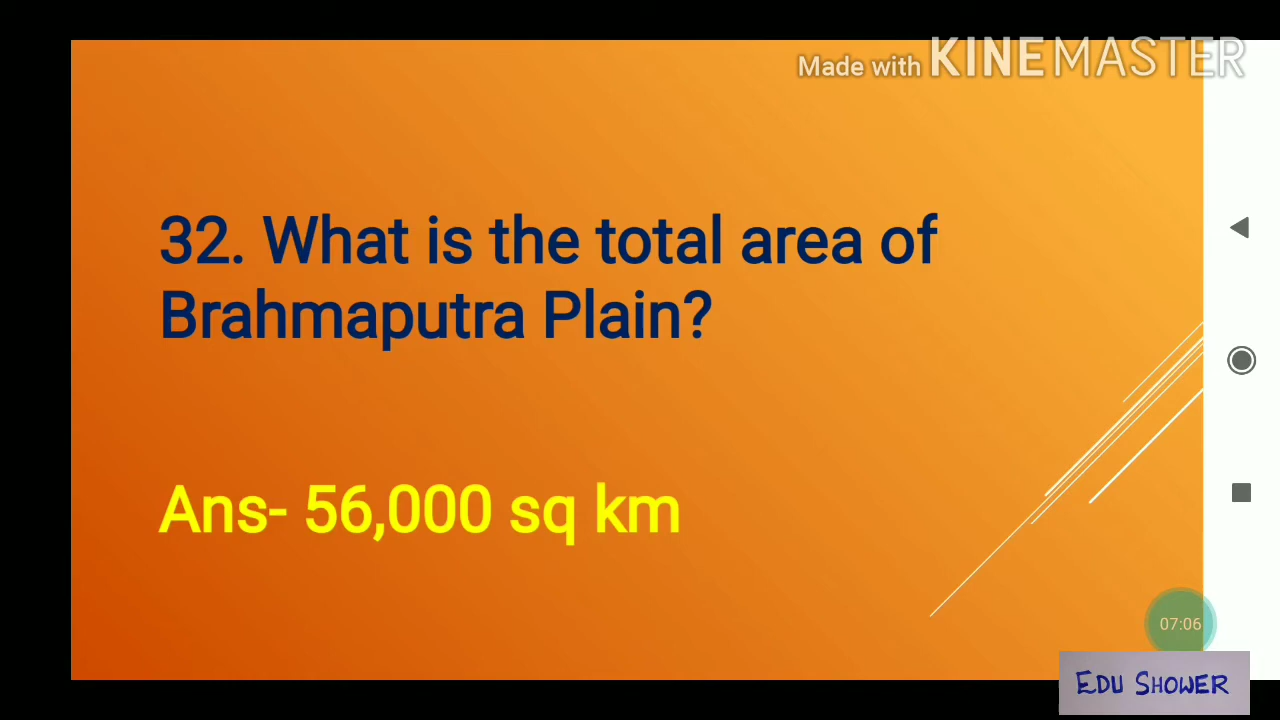 Made with KINEMASTER
32. What is the total area of
Brahmaputra Plain?
Ans- 56,000 sq km
07:06
EDU SHOWER